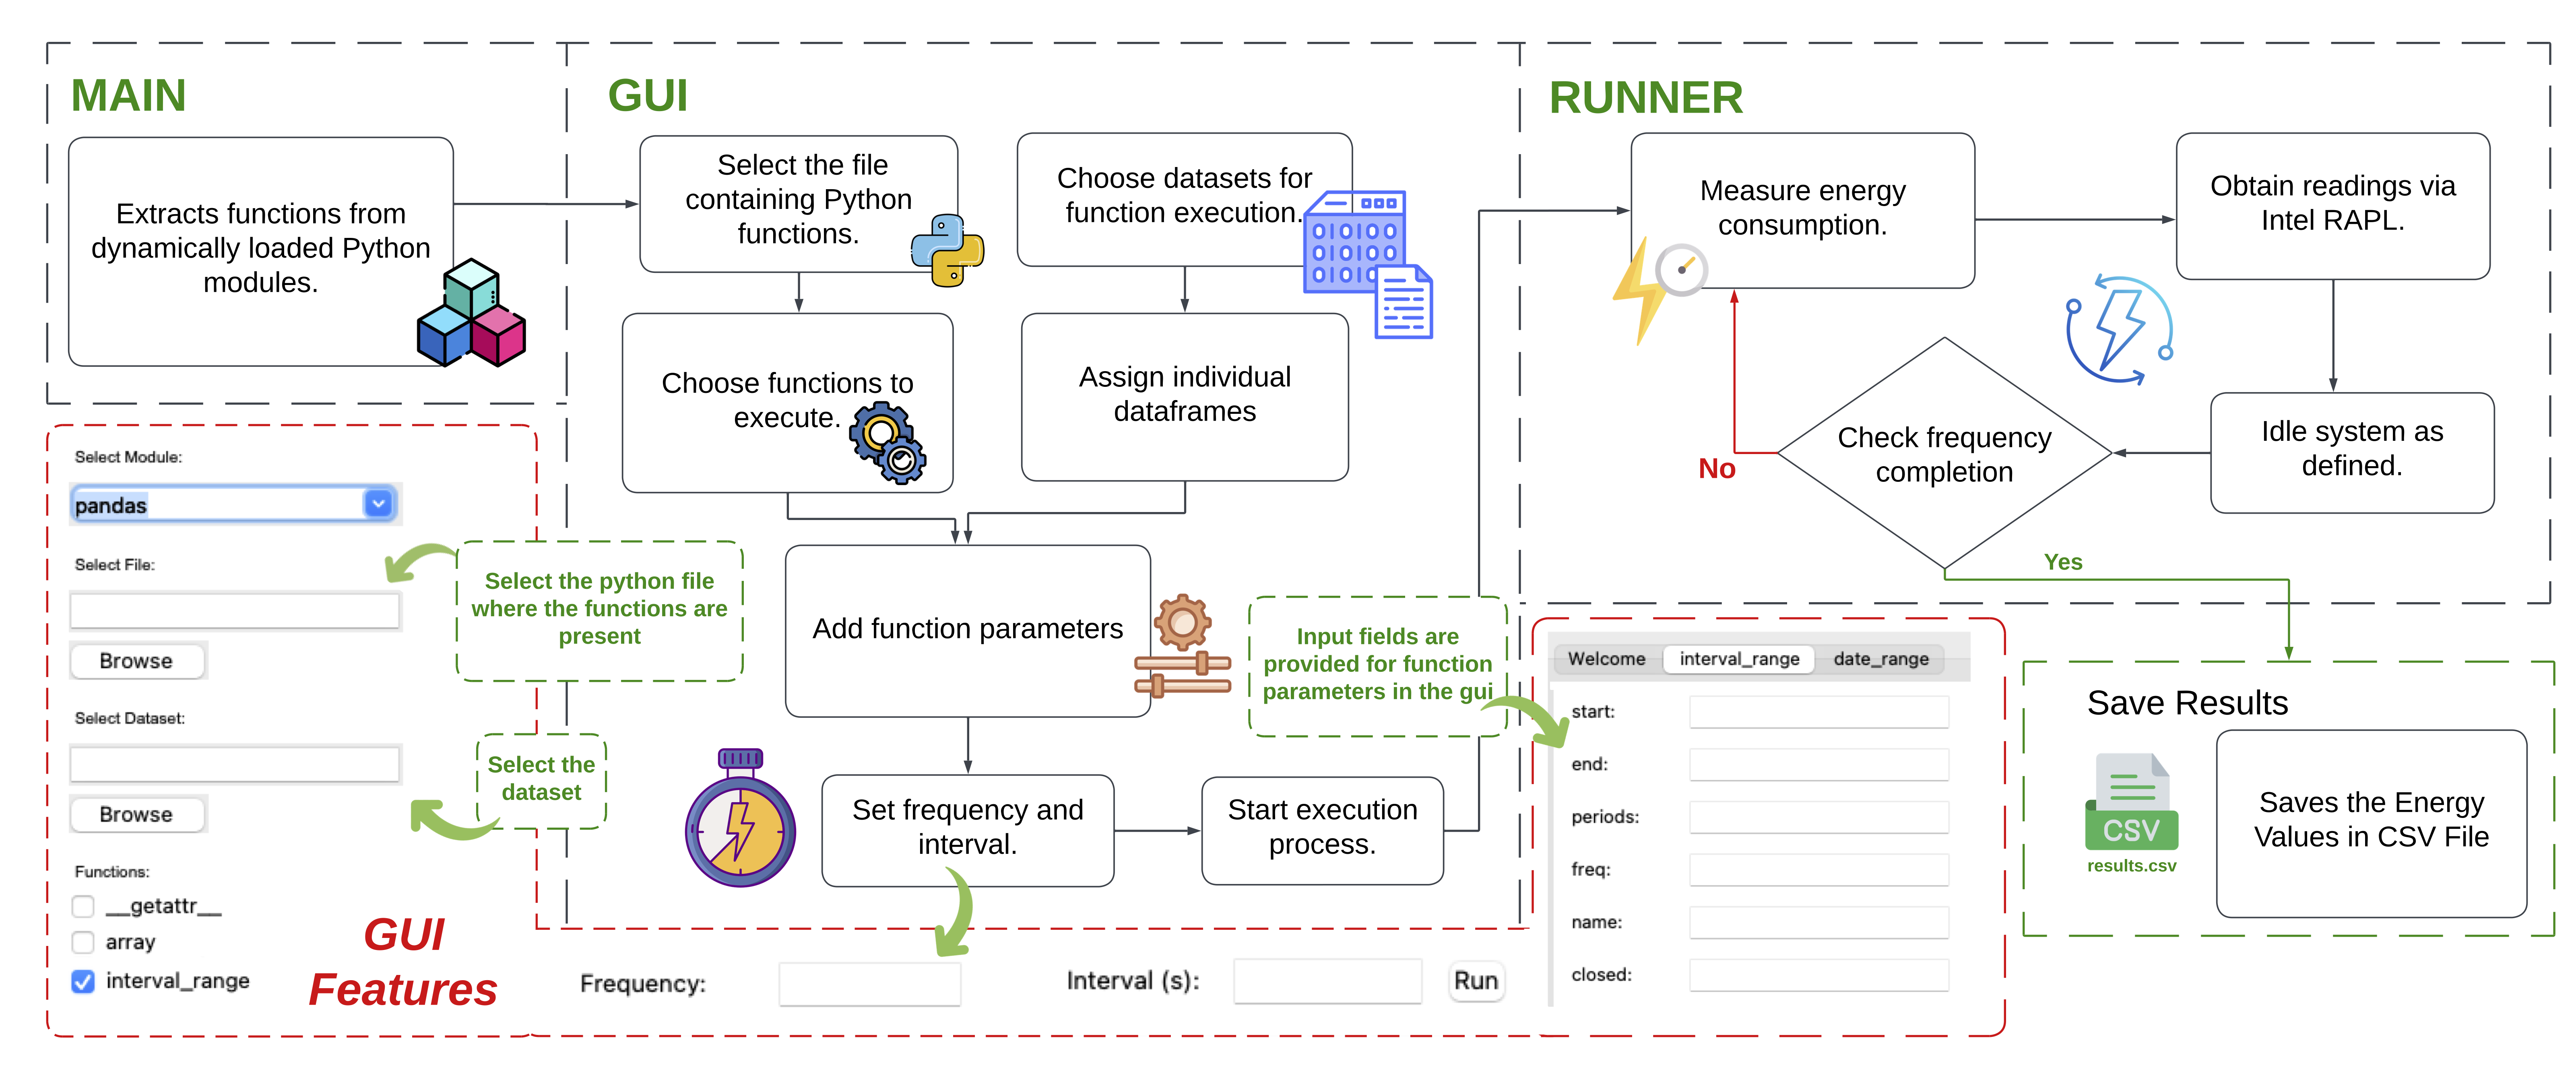 MAIN
Extracts functions from
dynamically loaded Python
modules.
GUI
Select the file
containing Python
functions.
Choose datasets for
function execution.
Choose functions to
execute.
Assign individual
dataframes
Add function parameters
Set frequency and
interval.
Start execution
process.
RUNNER
Measure energy
consumption.
Obtain readings via
Intel RAPL.
Idle system as
defined.
Check frequency
completion
No
Yes
Save Results
CSV
results.csv
Saves the Energy
Values in CSV File
Select Module:
pandas
Select File:
Browse
Select Dataset:
Browse
Functions:
__getattr__
array
interval_range
GUI
Features
Select the python file
where the functions are
present
Select the
dataset
Input fields are
provided for function
parameters in the gui
Frequency:
Interval (s):
Run
Welcome
interval_range
date_range
start:
end:
periods:
freq:
name:
closed: